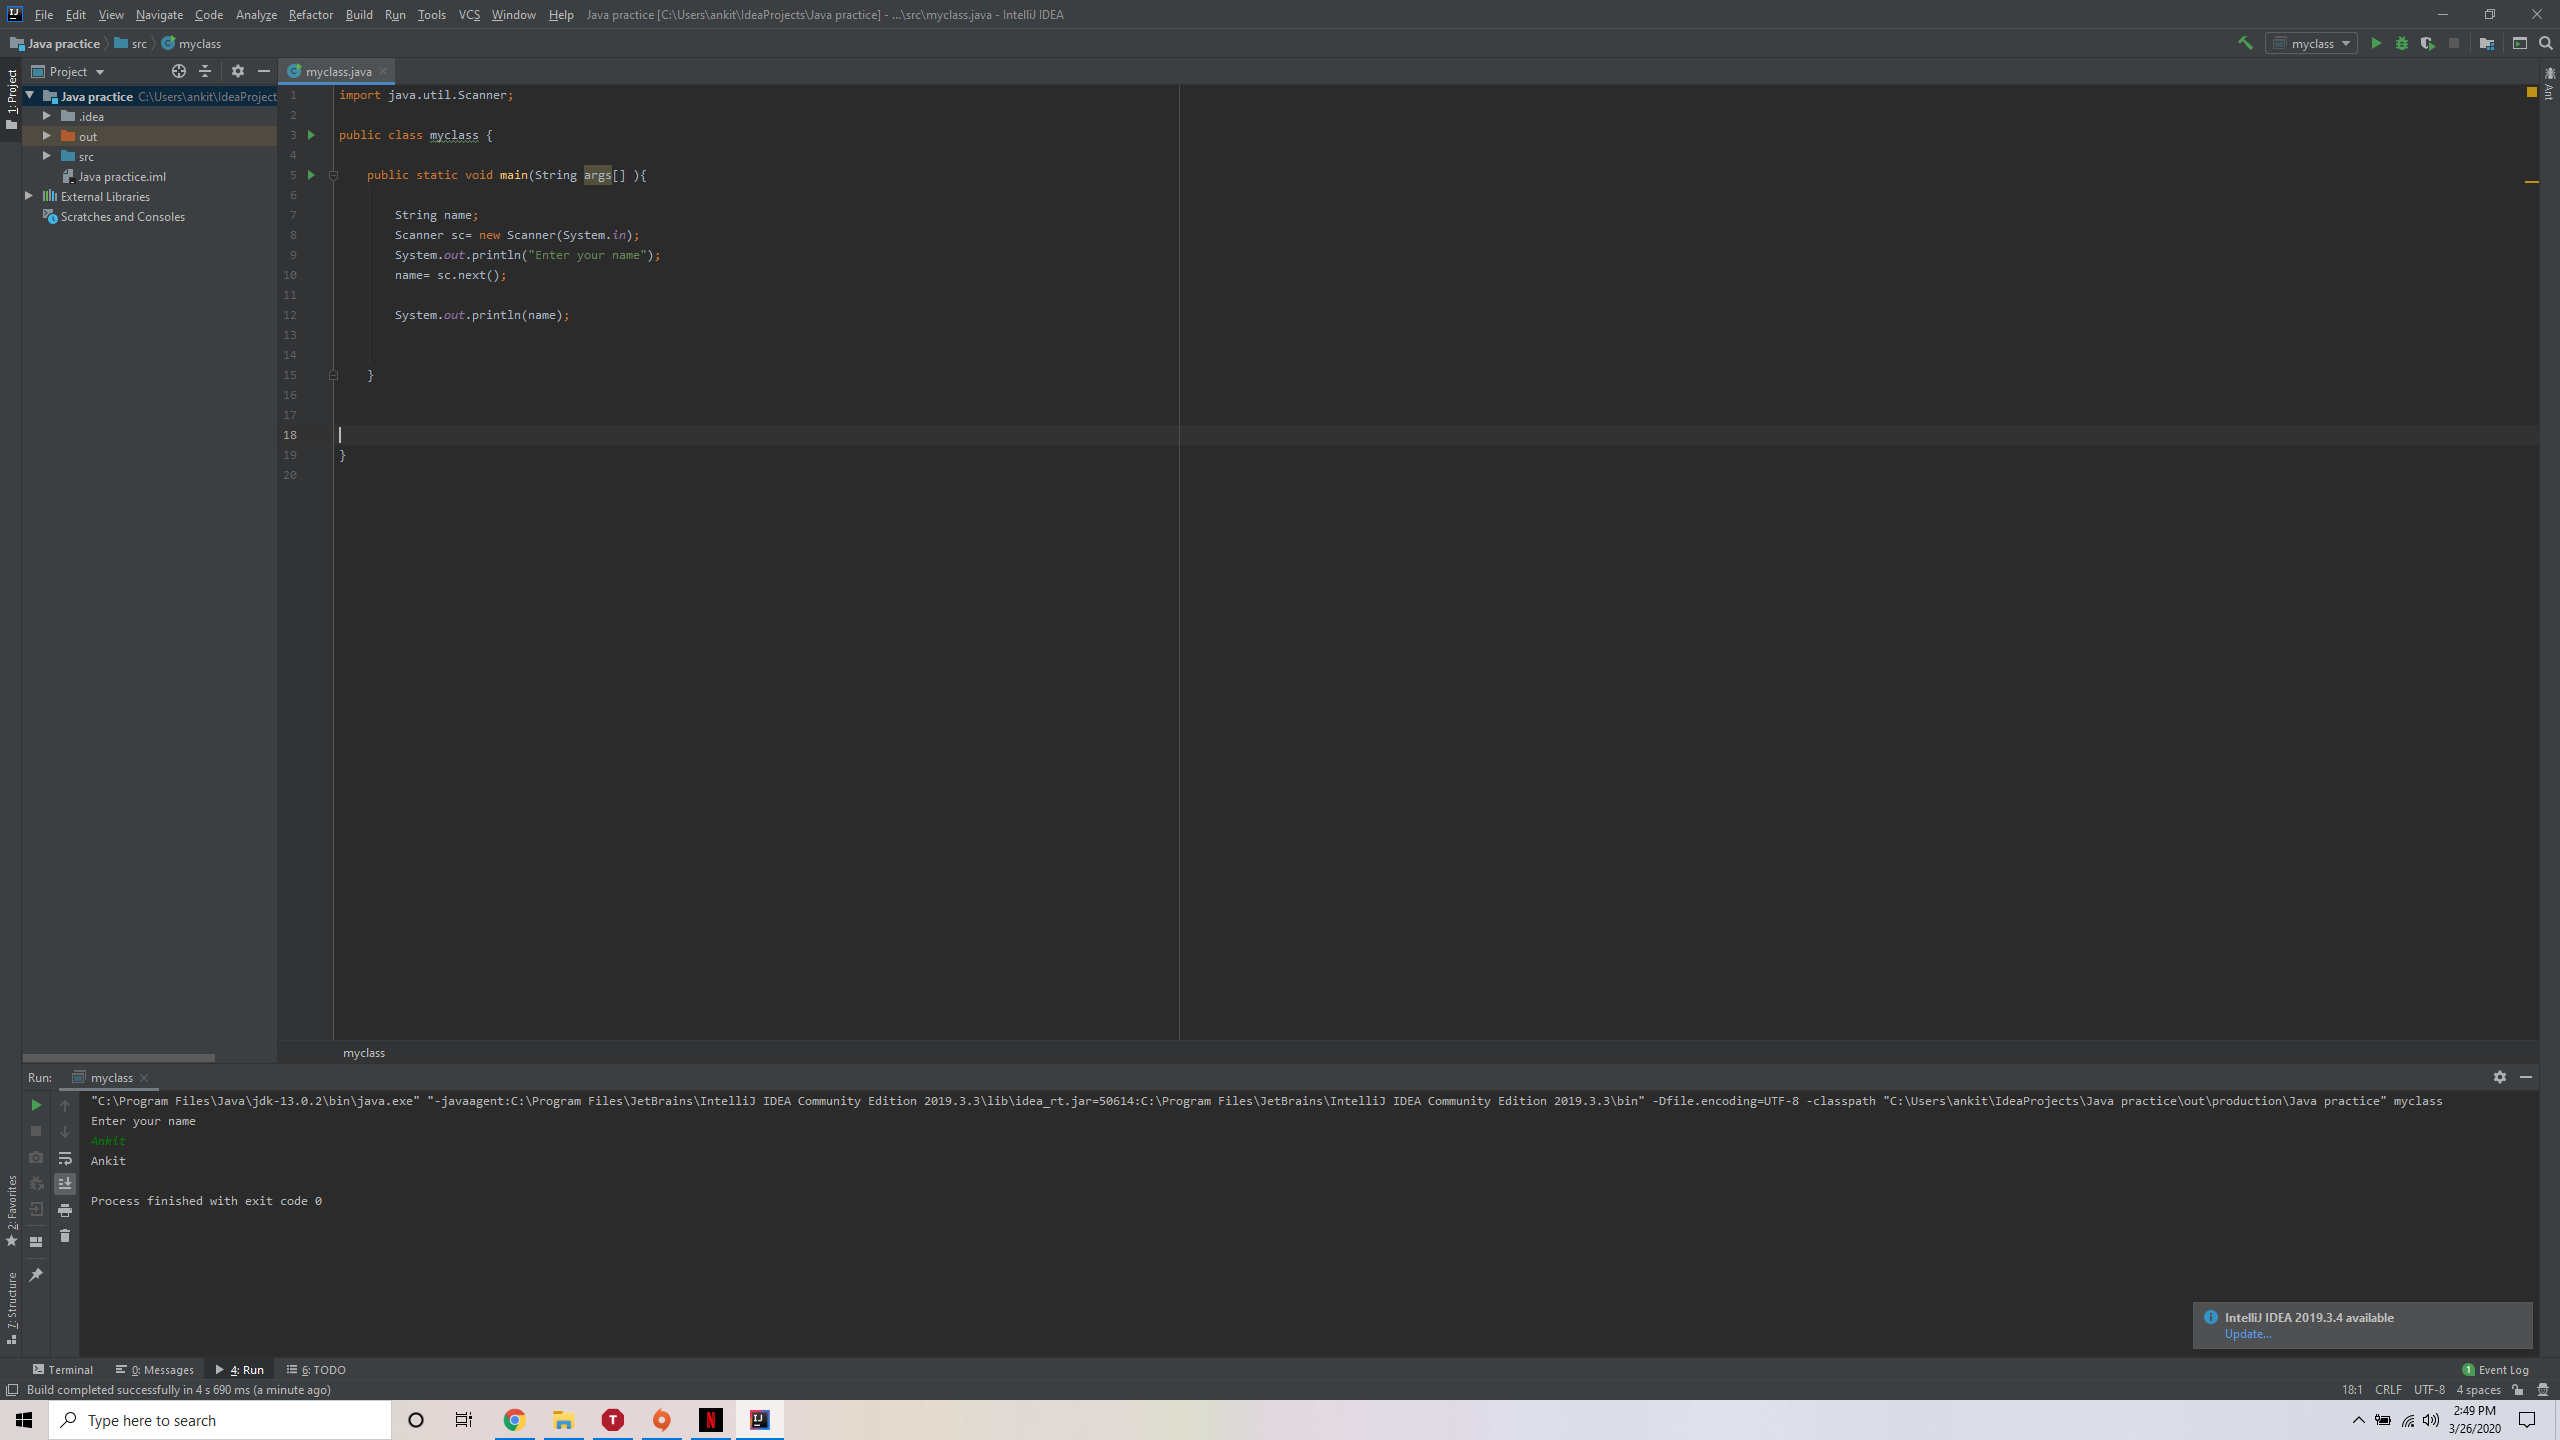 File Edit View Navigate Code Analyze Refactor Build Run Tools VCS Window Help Java practice [C:\Users\ankit\IdeaProjects\Java practice] - ...\src\myclass.java - IntelliJ IDEA
Java practice src myclass
myclass
1: Project
Project
myclass.java
Ant
Java practice C:\Users\ankit\IdeaProject
.idea
out
src
Java practice.iml
External Libraries
Scratches and Consoles
1 import java.util.Scanner;
2
3 public class myclass {
4
5 public static void main(String args[] ){
6
7 String name;
8 Scanner sc= new Scanner(System.in);
9 System.out.println("Enter your name");
10 name= sc.next();
11
12 System.out.println(name);
13
14
15 }
16
17
18
19 }
20
myclass
Run: myclass
"C:\Program Files\Java\jdk-13.0.2\bin\java.exe" "-javaagent:C:\Program Files\JetBrains\IntelliJ IDEA Community Edition 2019.3.3\lib\idea_rt.jar=50614:C:\Program Files\JetBrains\IntelliJ IDEA Community Edition 2019.3.3\bin" -Dfile.encoding=UTF-8 -classpath "C:\Users\ankit\IdeaProjects\Java practice\out\production\Java practice" myclass
Enter your name
Ankit
Ankit
Process finished with exit code 0
2: Favorites
7: Structure
IntelliJ IDEA 2019.3.4 available
Update...
Terminal 0: Messages 4: Run 6: TODO
1 Event Log
Build completed successfully in 4 s 690 ms (a minute ago)
18:1 CRLF UTF-8 4 spaces
Type here to search
2:49 PM
3/26/2020